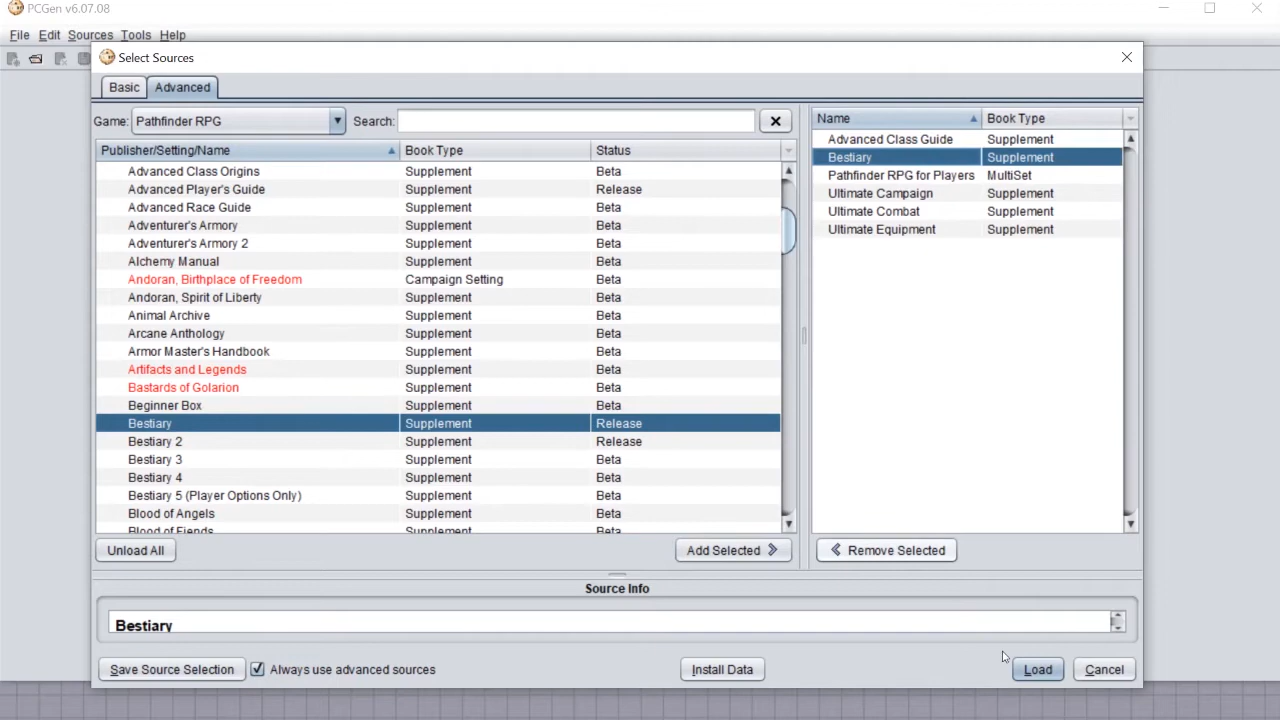 PCGen v6.07.08
File Edit Sources Tools Help
Select Sources
Basic Advanced
Game: Pathfinder RPG Search:
Publisher/Setting/Name Book Type Status
Advanced Class Origins Supplement Beta
Advanced Player's Guide Supplement Release
Advanced Race Guide Supplement Beta
Adventurer's Armory Supplement Beta
Adventurer's Armory 2 Supplement Beta
Alchemy Manual Supplement Beta
Andoran, Birthplace of Freedom Campaign Setting Beta
Andoran, Spirit of Liberty Supplement Beta
Animal Archive Supplement Beta
Arcane Anthology Supplement Beta
Armor Master's Handbook Supplement Beta
Artifacts and Legends Supplement Beta
Bastards of Golarion Supplement Beta
Beginner Box Supplement Beta
Bestiary Supplement Release
Bestiary 2 Supplement Release
Bestiary 3 Supplement Beta
Bestiary 4 Supplement Beta
Bestiary 5 (Player Options Only) Supplement Beta
Blood of Angels Supplement Beta
Blood of Fiends Supplement Beta
Name Book Type
Advanced Class Guide Supplement
Bestiary Supplement
Pathfinder RPG for Players MultiSet
Ultimate Campaign Supplement
Ultimate Combat Supplement
Ultimate Equipment Supplement
Unload All Add Selected Remove Selected
Source Info
Bestiary
Save Source Selection Always use advanced sources Install Data Load Cancel